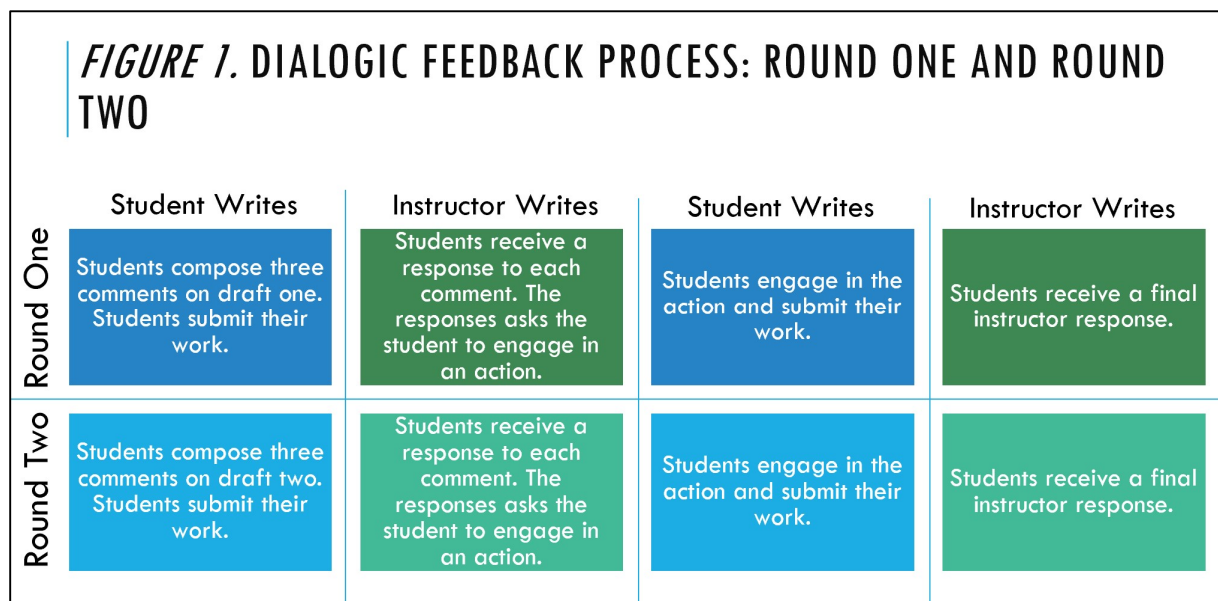 FIGURE 1. DIALOGIC FEEDBACK PROCESS: ROUND ONE AND ROUND
TWO
Student Writes
Instructor Writes
Student Writes
Instructor Writes
Round One
Students compose three
comments on draft one.
Students submit their
work.
Students receive a
response to each
comment. The
responses asks the
student to engage in
an action.
Students engage in the
action and submit their
work.
Students receive a final
instructor response.
Round Two
Students compose three
comments on draft two.
Students submit their
work.
Students receive a
response to each
comment. The
responses asks the
student to engage in
an action.
Students engage in the
action and submit their
work.
Students receive a final
instructor response.